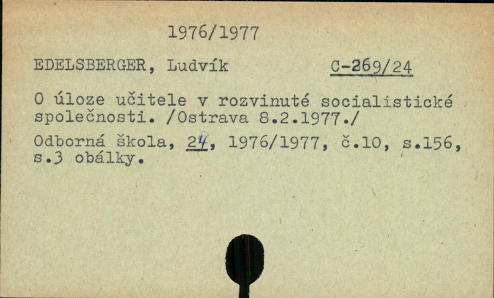 1976/1977
EDELSBERGER, Ludvík C-269/24
O úloze učitele v rozvinuté socialistické
společnosti. /Ostrava 8.2.1977./
Odborná škola, 24, 1976/1977, č.10, s.156,
s.3 obálky.